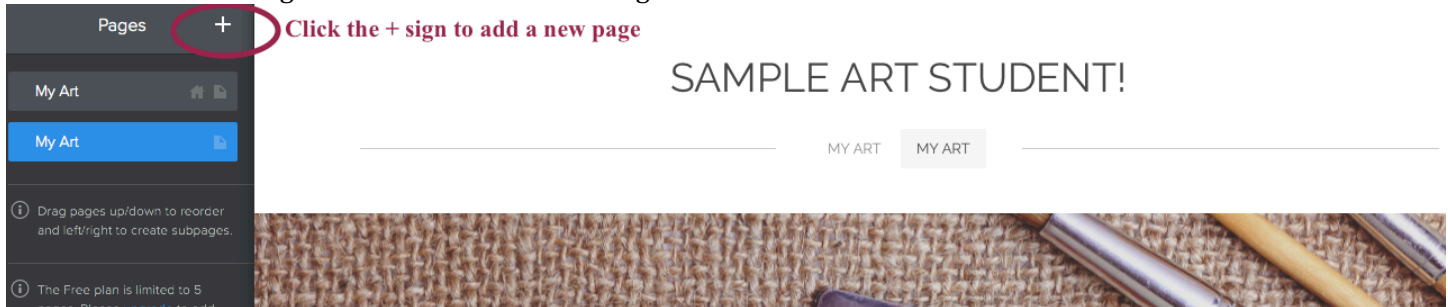 Pages +
Click the + sign to add a new page
My Art
My Art
Drag pages up/down to reorder
and left/right to create subpages.
The Free plan is limited to 5
SAMPLE ART STUDENT!
MY ART MY ART